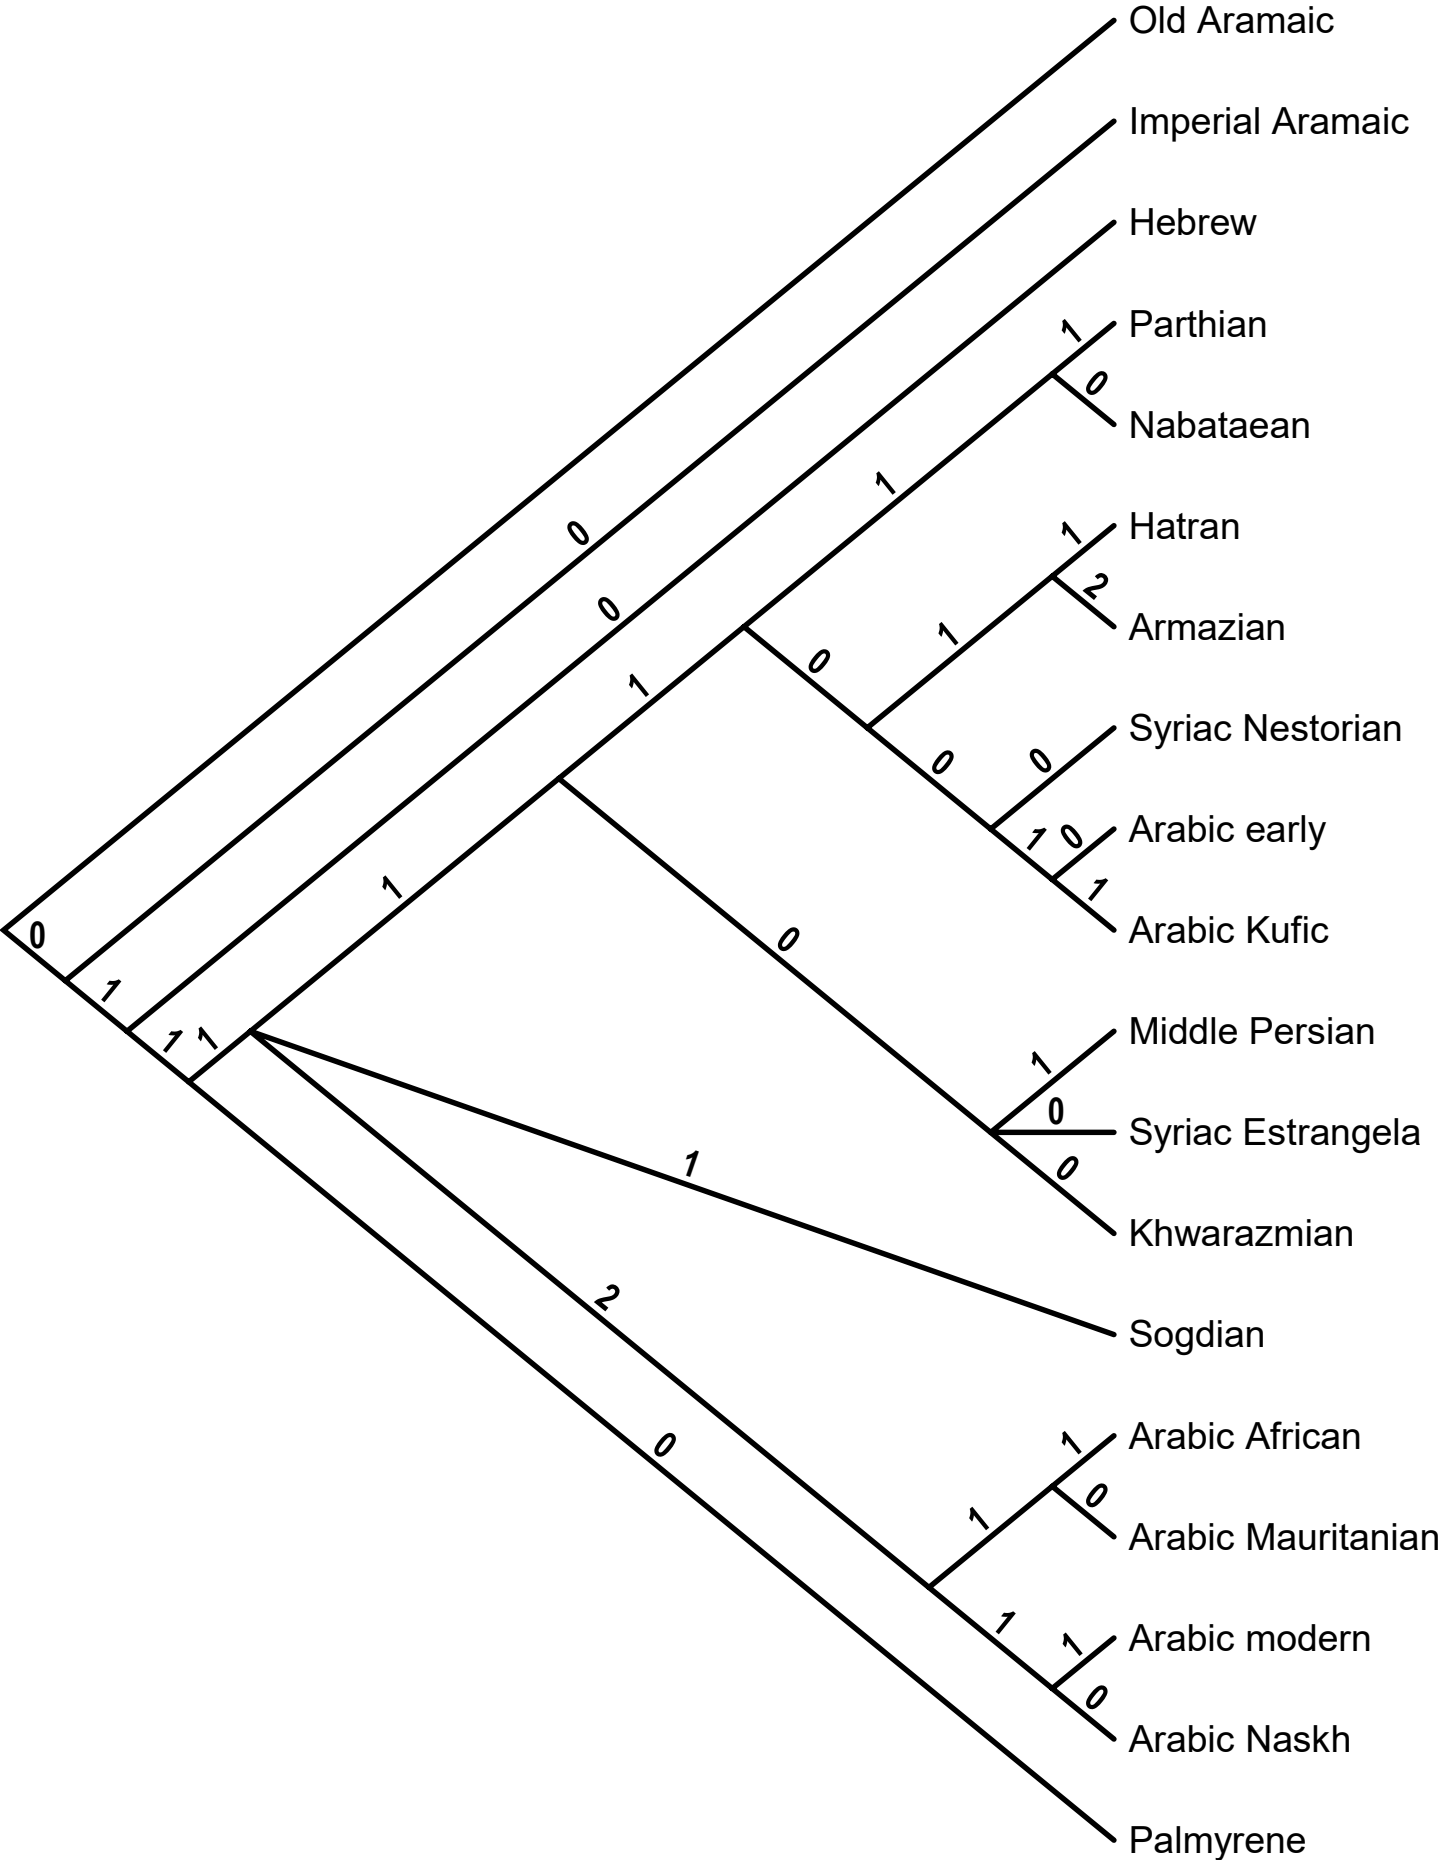 Old Aramaic
Imperial Aramaic
Hebrew
1 Parthian
0
Nabataean
1
0
1 Hatran
2
0
1
Armazian
0
1
0
0
Syriac Nestorian
1 0 Arabic early
1
1
0
Arabic Kufic
0
1
1 1
1
Middle Persian
0
Syriac Estrangela
1
0
Khwarazmian
2
Sogdian
0
1
Arabic African
0
1
Arabic Mauritanian
1
1
Arabic modern
0
Arabic Naskh
Palmyrene